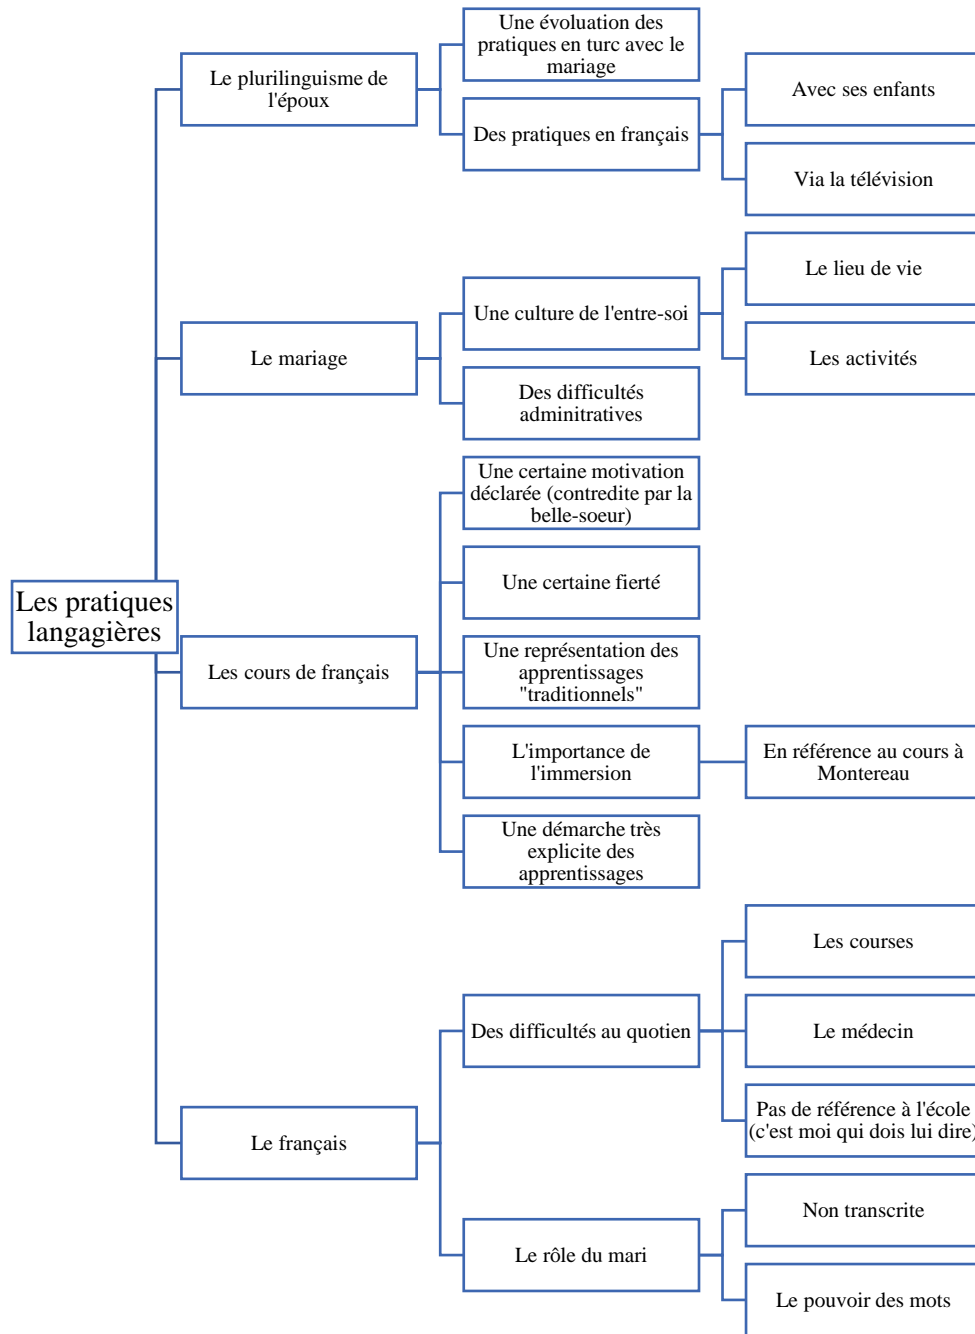 Les pratiques
langagières
Le plurilinguisme de
l'époux
Une évolution des
pratiques en turc avec le
mariage
Des pratiques en français
Avec ses enfants
Via la télévision
Le mariage
Une culture de l'entre-soi
Le lieu de vie
Les activités
Des difficultés
adminitratives
Les cours de français
Une certaine motivation
déclarée (contredite par la
belle-soeur)
Une certaine fierté
Une représentation des
apprentissages
"traditionnels"
L'importance de
l'immersion
En référence au cours à
Montereau
Une démarche très
explicite des
apprentissages
Le français
Des difficultés au quotien
Les courses
Le médecin
Pas de référence à l'école
(c'est moi qui dois lui dire)
Le rôle du mari
Non transcrite
Le pouvoir des mots